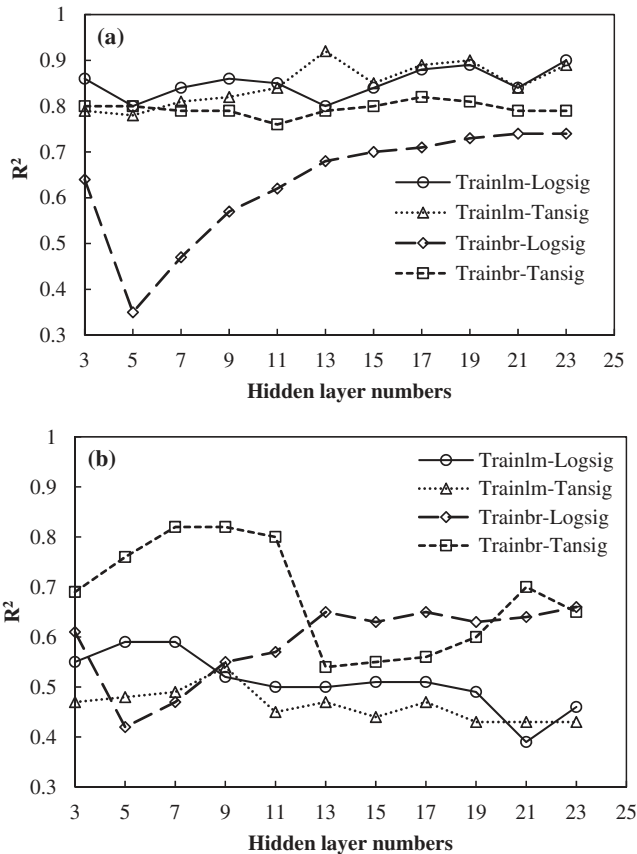 (a)
1
0.9
0.8
0.7
0.6
0.5
0.4
0.3
R²
3 5 7 9 11 13 15 17 19 21 23 25
Hidden layer numbers
Trainlm-Logsig
Trainlm-Tansig
Trainbr-Logsig
Trainbr-Tansig
(b)
1
0.9
0.8
0.7
0.6
0.5
0.4
0.3
R²
3 5 7 9 11 13 15 17 19 21 23 25
Hidden layer numbers
Trainlm-Logsig
Trainlm-Tansig
Trainbr-Logsig
Trainbr-Tansig